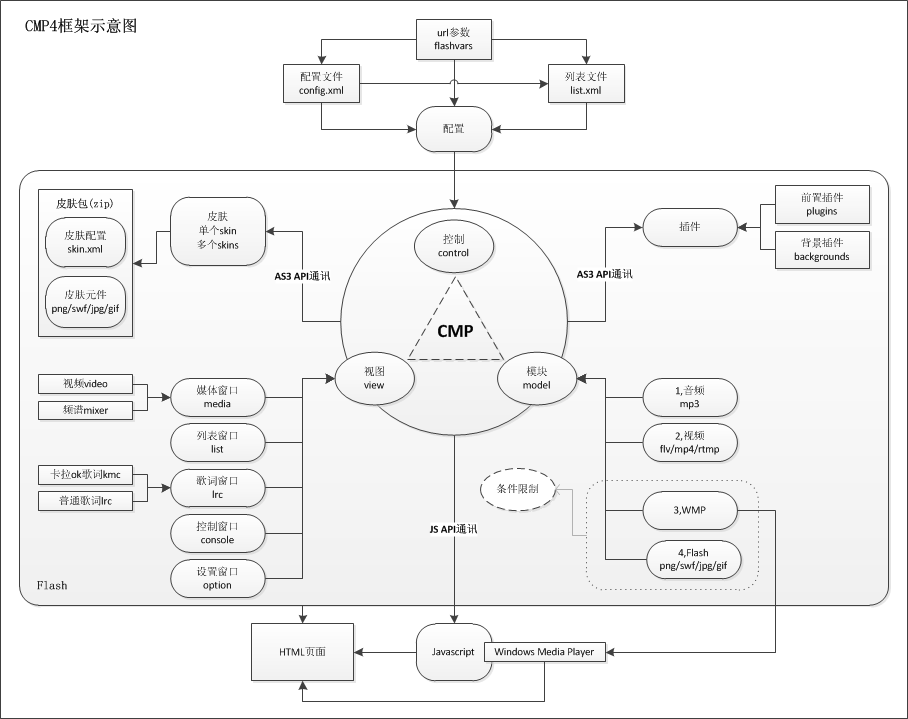 CMP4框架示意图
url参数
flashvars
配置文件
config.xml
列表文件
list.xml
配置
皮肤包(zip)
皮肤配置
skin.xml
皮肤元件
png/swf/jpg/gif
皮肤
单个skin
多个skins
AS3 API通讯
控制
control
CMP
视图
view
模块
model
AS3 API通讯
插件
前置插件
plugins
背景插件
backgrounds
视频video
频谱mixer
媒体窗口
media
列表窗口
list
卡拉ok歌词kmc
普通歌词lrc
歌词窗口
lrc
控制窗口
console
设置窗口
option
1,音频
mp3
2,视频
flv/mp4/rtmp
条件限制
3,WMP
4,Flash
png/swf/jpg/gif
JS API通讯
Flash
HTML页面
Javascript
Windows Media Player